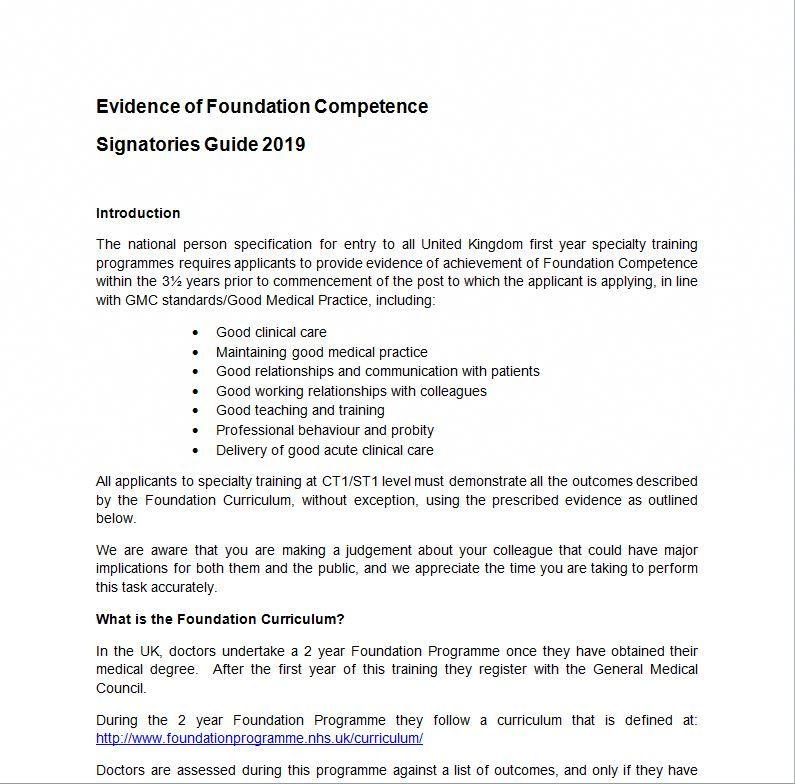 Evidence of Foundation Competence
Signatories Guide 2019
Introduction
The national person specification for entry to all United Kingdom first year specialty training
programmes requires applicants to provide evidence of achievement of Foundation Competence
within the 3½ years prior to commencement of the post to which the applicant is applying, in line
with GMC standards/Good Medical Practice, including:
• Good clinical care
• Maintaining good medical practice
• Good relationships and communication with patients
• Good working relationships with colleagues
• Good teaching and training
• Professional behaviour and probity
• Delivery of good acute clinical care
All applicants to specialty training at CT1/ST1 level must demonstrate all the outcomes described
by the Foundation Curriculum, without exception, using the prescribed evidence as outlined
below.
We are aware that you are making a judgement about your colleague that could have major
implications for both them and the public, and we appreciate the time you are taking to perform
this task accurately.
What is the Foundation Curriculum?
In the UK, doctors undertake a 2 year Foundation Programme once they have obtained their
medical degree. After the first year of this training they register with the General Medical
Council.
During the 2 year Foundation Programme they follow a curriculum that is defined at:
http://www.foundationprogramme.nhs.uk/curriculum/
Doctors are assessed during this programme against a list of outcomes, and only if they have